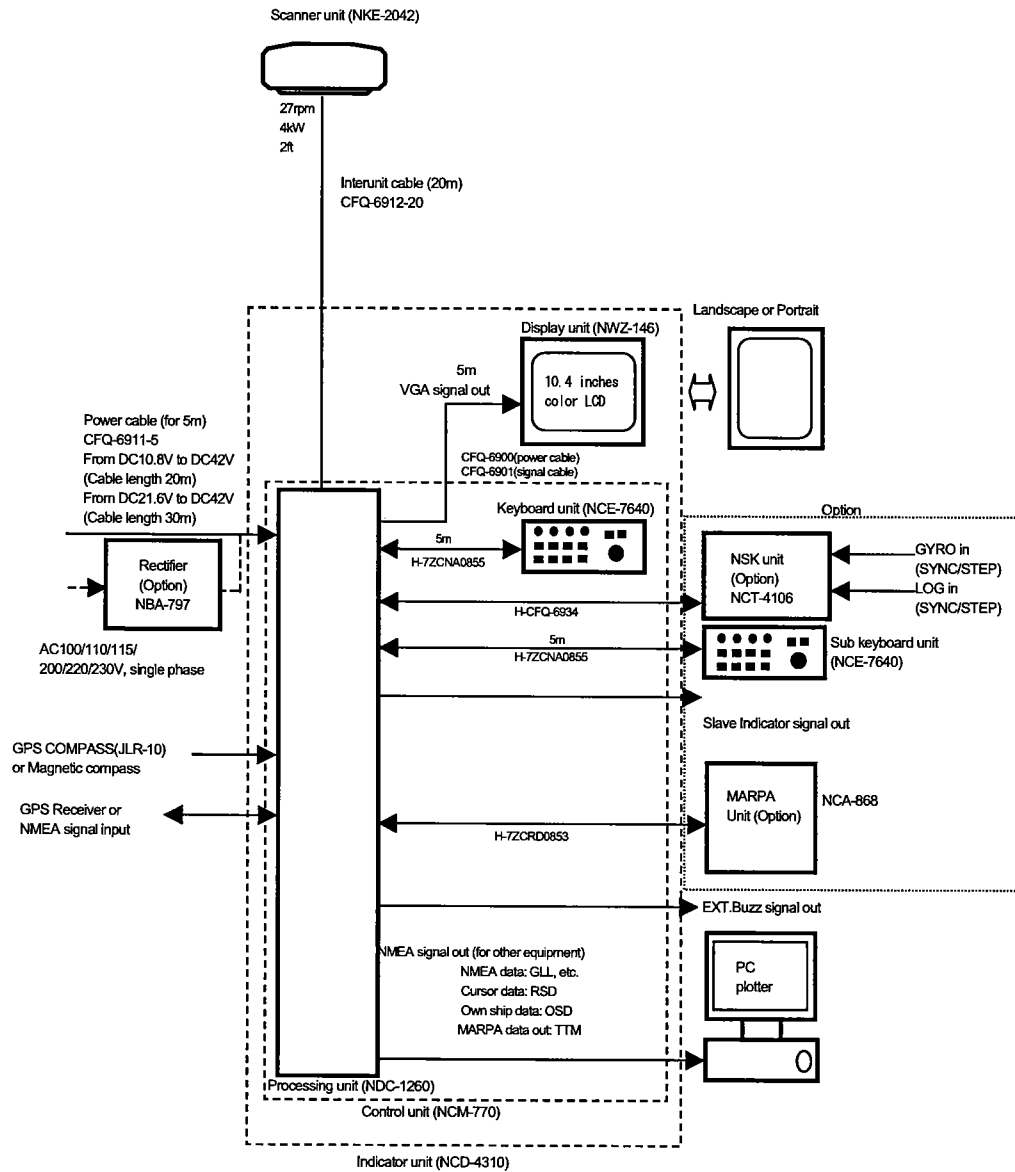 Scanner unit (NKE-2042)
27rpm
4kW
2ft
Interunit cable (20m)
CFQ-6912-20
Landscape or Portrait
Display unit (NWZ-146)
5m
VGA signal out
10.4 inches
color LCD
Power cable (for 5m)
CFQ-6911-5
From DC10.8V to DC42V
(Cable length 20m)
From DC21.6V to DC42V
(Cable length 30m)
CFQ-6900(power cable)
CFQ-6901(signal cable)
Keyboard unit (NCE-7640)
5m
H-7ZCNA0855
Option
Rectifier
(Option)
NBA-797
AC100/110/115/
200/220/230V, single phase
NSK unit
(Option)
NCT-4106
GYRO in
(SYNC/STEP)
LOG in
(SYNC/STEP)
H-CFQ-6934
5m
H-7ZCNA0855
Sub keyboard unit
(NCE-7640)
Slave Indicator signal out
GPS COMPASS(JLR-10)
or Magnetic compass
GPS Receiver or
NMEA signal input
MARPA
Unit (Option)
NCA-868
H-7ZCRD0853
EXT.Buzz signal out
NMEA signal out (for other equipment)
NMEA data: GLL, etc.
Cursor data: RSD
Own ship data: OSD
MARPA data out: TTM
PC
plotter
Processing unit (NDC-1260)
Control unit (NCM-770)
Indicator unit (NCD-4310)